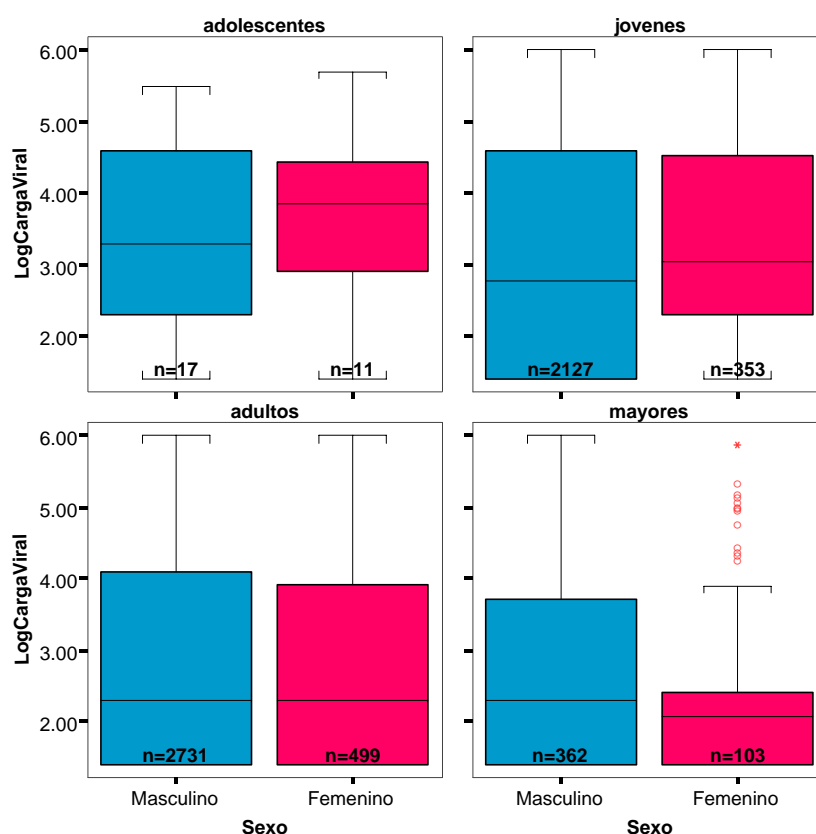 adolescentes
jovenes
LogCargaViral
6.00
5.00
4.00
3.00
2.00
n=17
n=11
n=2127
n=353
adultos
mayores
LogCargaViral
6.00
5.00
4.00
3.00
2.00
n=2731
n=499
n=362
n=103
Masculino
Femenino
Masculino
Femenino
Sexo
Sexo